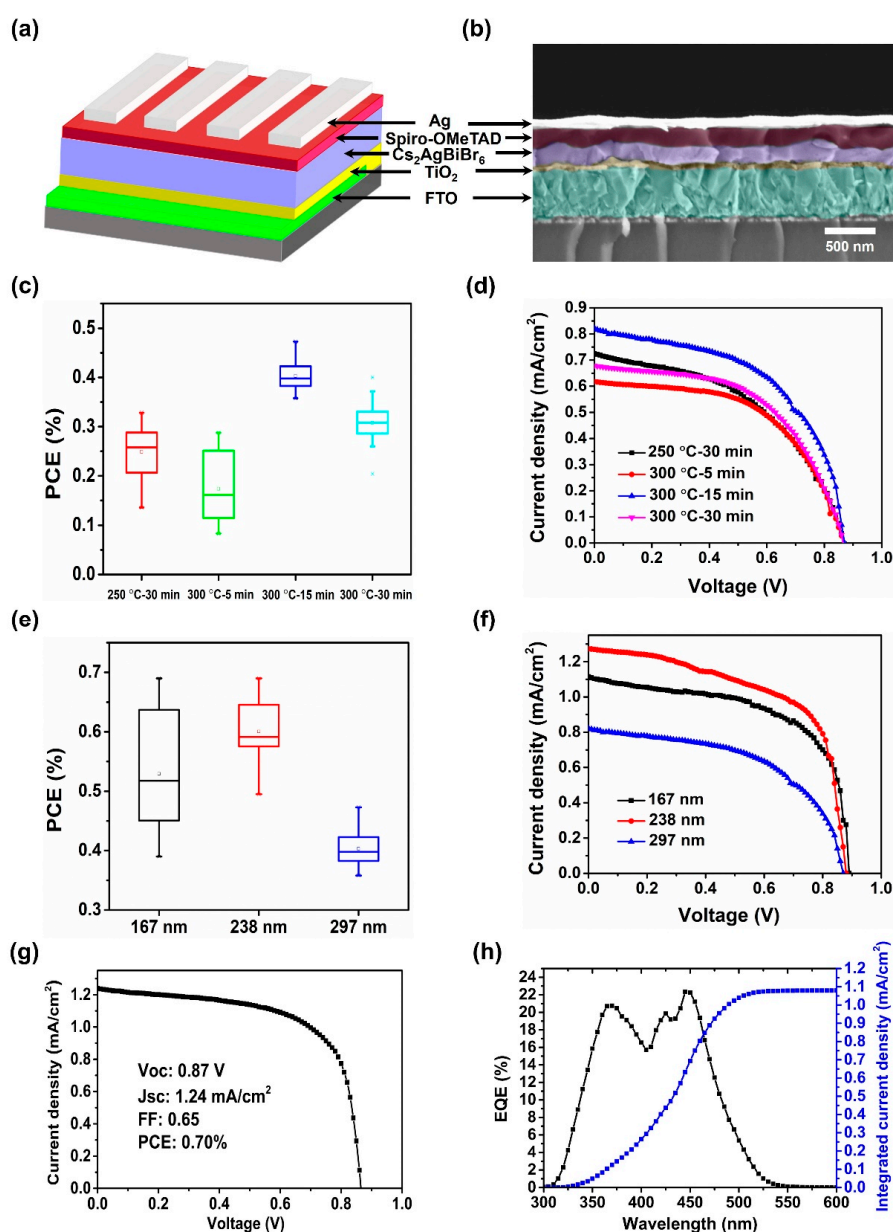 (a)
(b)
Ag
Spiro-OMeTAD
Cs₂AgBiBr₆
TiO₂
FTO
500 nm
(c)
PCE (%)
0.5
0.4
0.3
0.2
0.1
0.0
250 °C-30 min 300 °C-5 min 300 °C-15 min 300 °C-30 min
(d)
Current density (mA/cm²)
0.9
0.8
0.7
0.6
0.5
0.4
0.3
0.2
0.1
0.0
250 °C-30 min
300 °C-5 min
300 °C-15 min
300 °C-30 min
0.0 0.2 0.4 0.6 0.8 1.0
Voltage (V)
(e)
PCE (%)
0.7
0.6
0.5
0.4
0.3
167 nm 238 nm 297 nm
(f)
Current density (mA/cm²)
1.2
1.0
0.8
0.6
0.4
0.2
0.0
167 nm
238 nm
297 nm
0.0 0.2 0.4 0.6 0.8 1.0
Voltage (V)
(g)
Current density (mA/cm²)
1.2
0.8
0.4
0.0
Voc: 0.87 V
Jsc: 1.24 mA/cm²
FF: 0.65
PCE: 0.70%
0.0 0.2 0.4 0.6 0.8 1.0
Voltage (V)
(h)
EQE (%)
24
22
20
18
16
14
12
10
8
6
4
2
0
Integrated current density (mA/cm²)
1.2
1.1
1.0
0.9
0.8
0.7
0.6
0.5
0.4
0.3
0.2
0.1
0.0
300 350 400 450 500 550 600
Wavelength (nm)